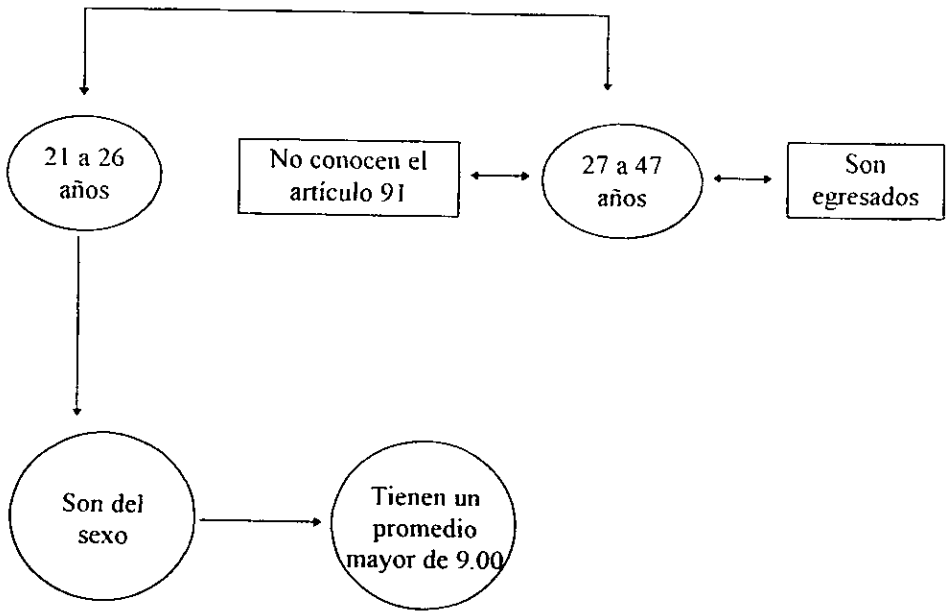 21 a 26
años
No conocen el
artículo 91
27 a 47
años
Son
egresados
Son del
sexo
Tienen un
promedio
mayor de 9.00